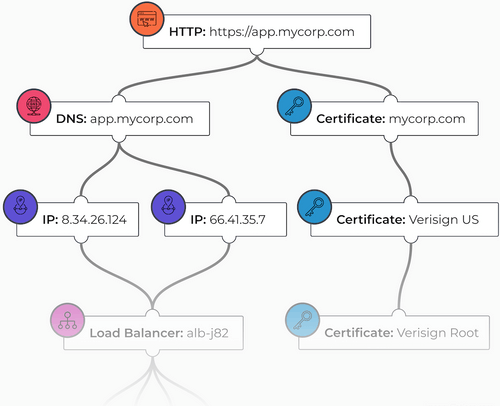 HTTP: https://app.mycorp.com
DNS: app.mycorp.com
Certificate: mycorp.com
IP: 8.34.26.124
IP: 66.41.35.7
Certificate: Verisign US
Load Balancer: alb-j82
Certificate: Verisign Root